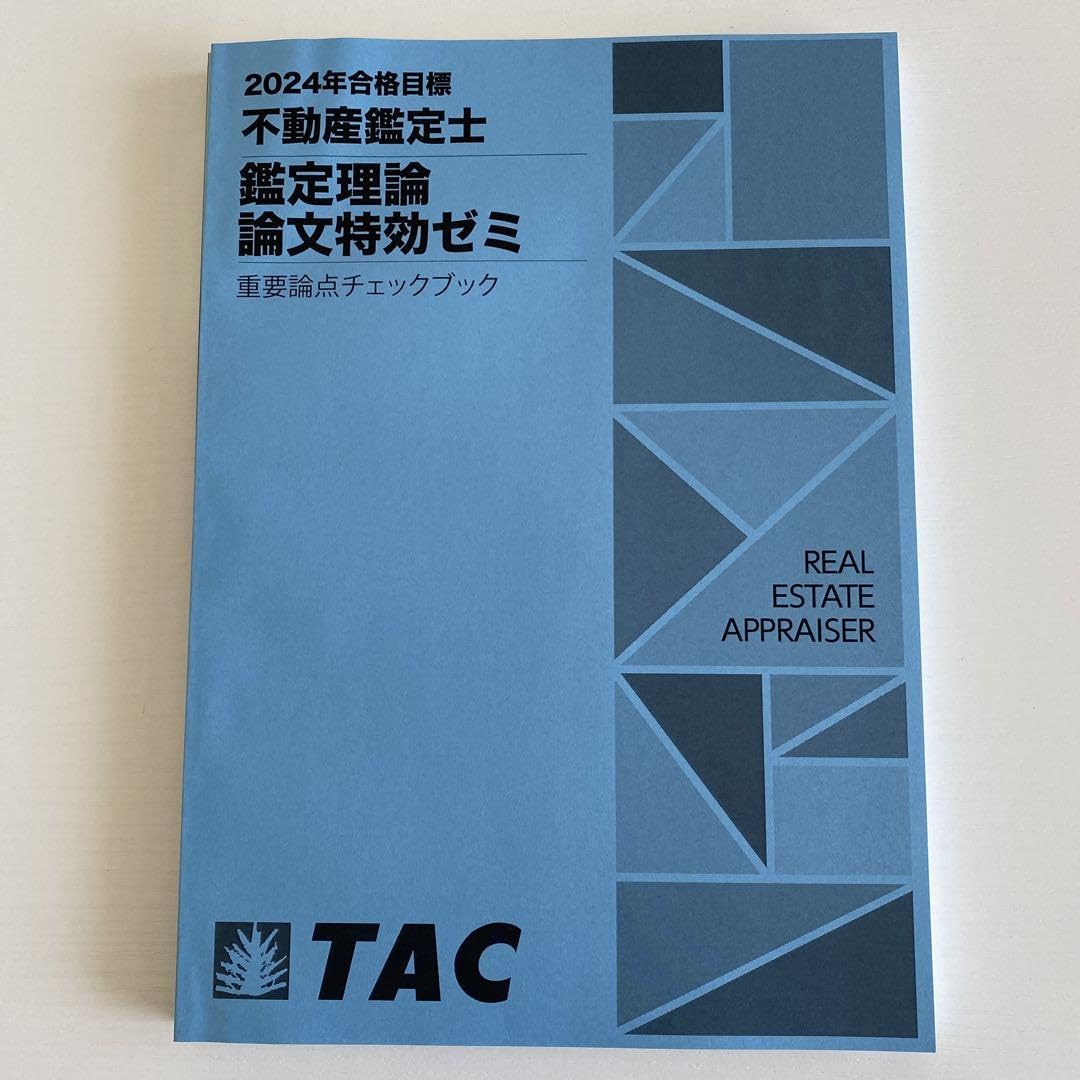 2024年合格目標
不動産鑑定士
鑑定理論
論文特効ゼミ
重要論点チェックブック
REAL
ESTATE
APPRAISER
TAC